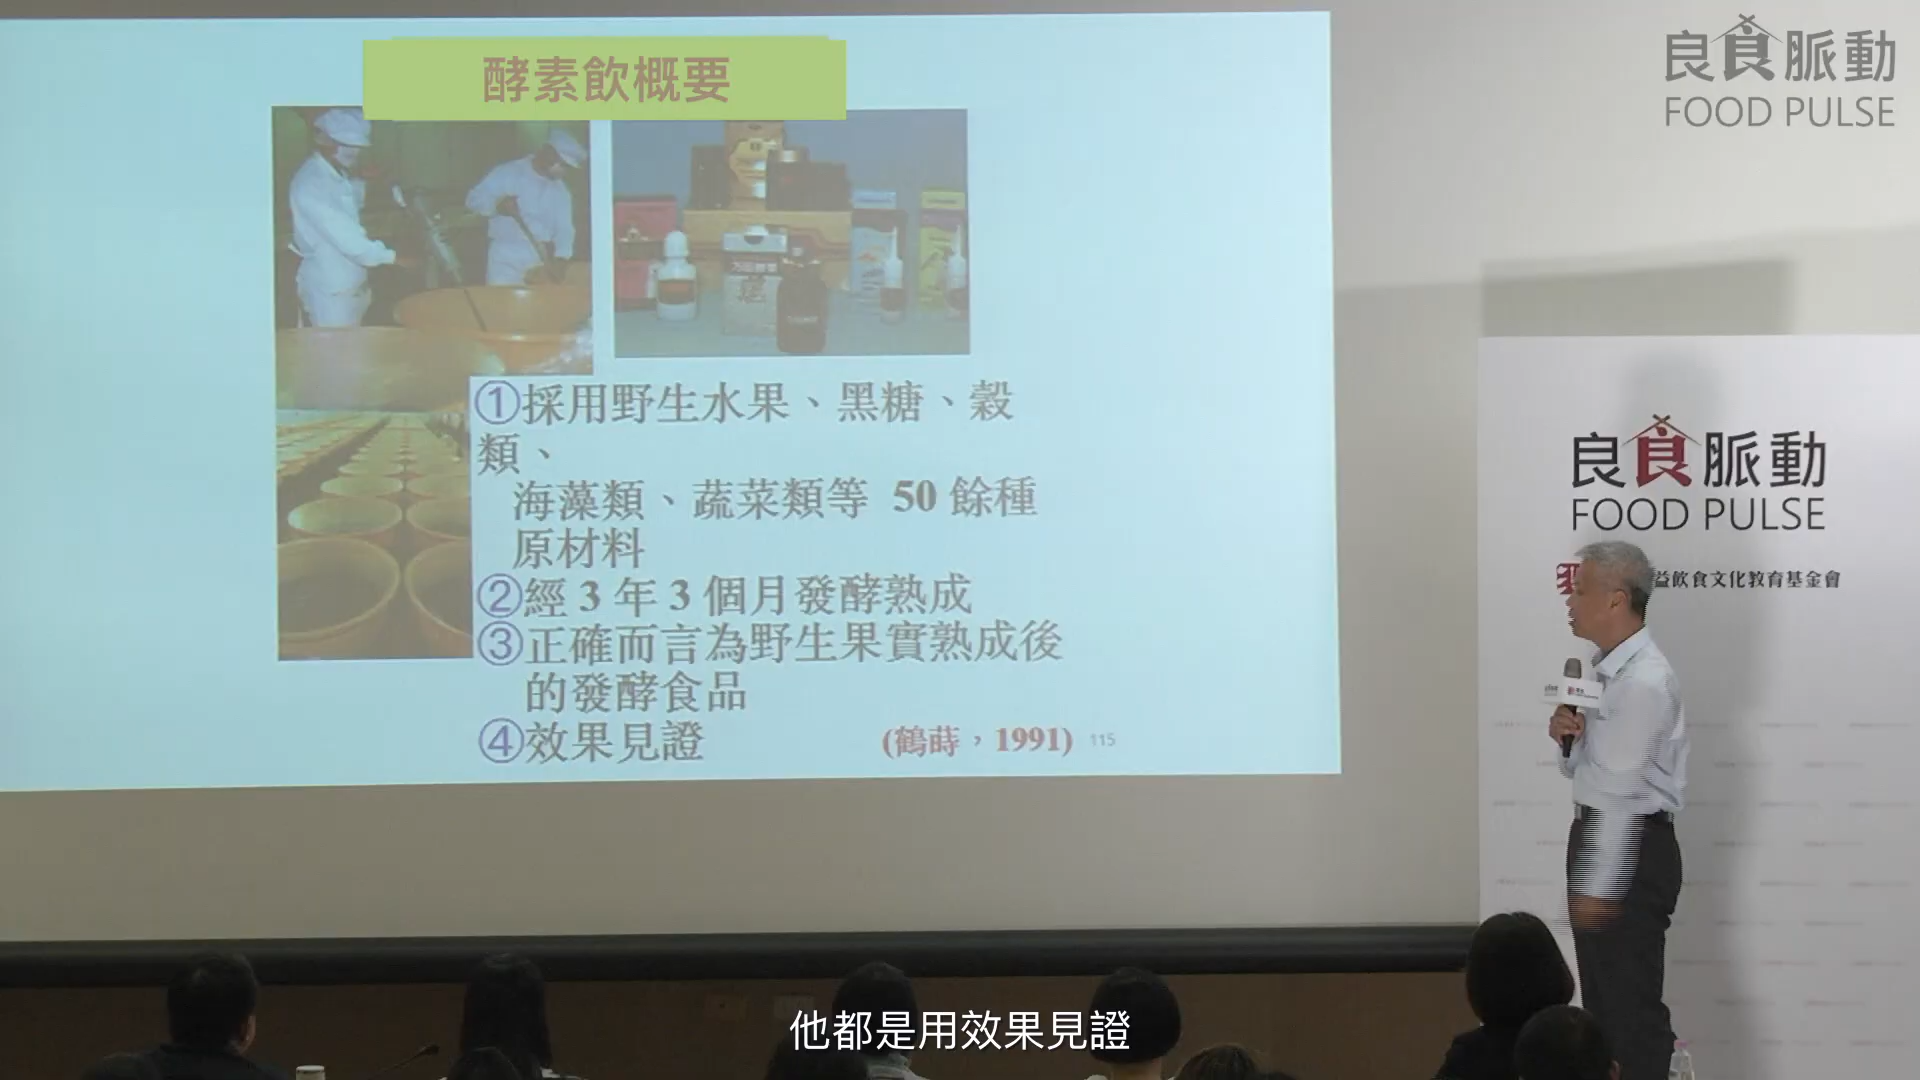 酵素飲概要
①採用野生水果、黑糖、穀
類、
海藻類、蔬菜類等 50 餘種
原材料
②經 3 年 3 個月發酵熟成
③正確而言為野生果實熟成後
的發酵食品
④效果見證
(鶴蒔,1991) 115
良食脈動
FOOD PULSE
良食脈動
FOOD PULSE
益飲食文化教育基金會
他都是用效果見證